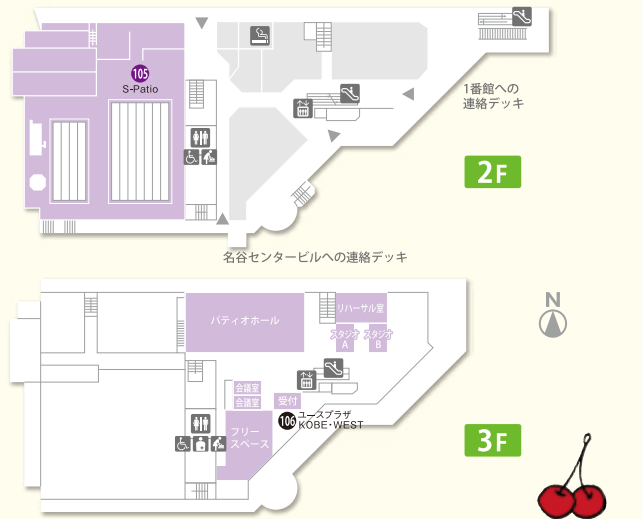 105
S-Patio
1番館への
連絡デッキ
2F
名谷センタービルへの連絡デッキ
N
パティオホール
リハーサル室
スタジオ
A
スタジオ
B
会議室
会議室
受付
106
ユースプラザ
KOBE・WEST
フリー
スペース
3F